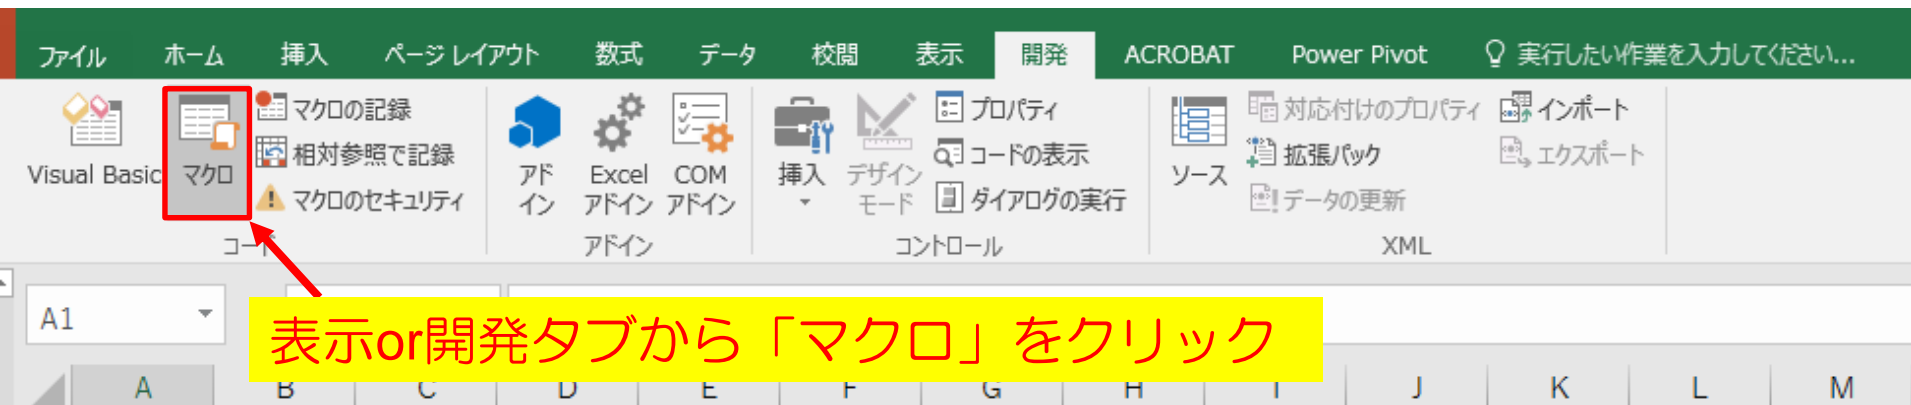 ファイル ホーム 挿入 ページ レイアウト 数式 データ 校閲 表示 開発 ACROBAT Power Pivot 実行したい作業を入力してください...
Visual Basic
マクロ
マクロの記録
相対参照で記録
マクロのセキュリティ
コード
アド
イン
Excel
アドイン
COM
アドイン
アドイン
挿入
デザイン
モード
プロパティ
コードの表示
ダイアログの実行
コントロール
ソース
対応付けのプロパティ
拡張パック
データの更新
インポート
エクスポート
XML
A1
表示or開発タブから「マクロ」をクリック
A B C D E F G H I J K L M